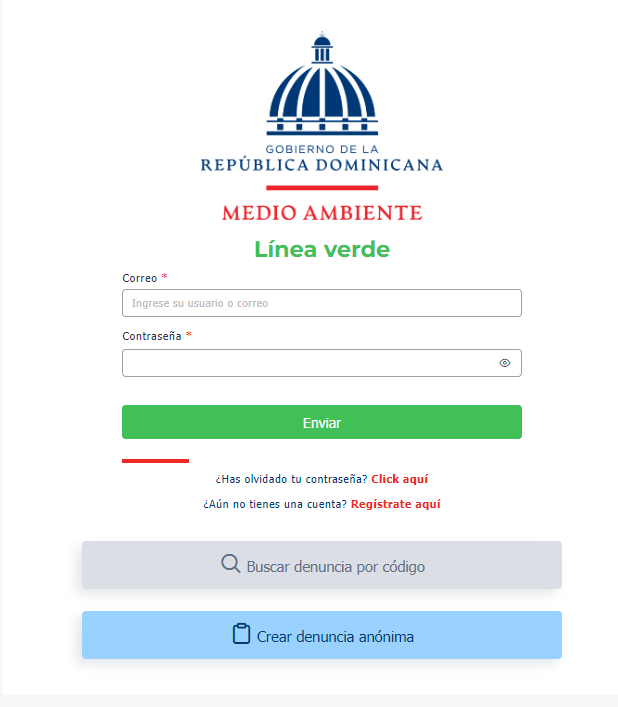 GOBIERNO DE LA
REPÚBLICA DOMINICANA
MEDIO AMBIENTE
Línea verde
Correo *
Ingrese su usuario o correo
Contraseña *
Enviar
¿Has olvidado tu contraseña? Click aquí
¿Aún no tienes una cuenta? Regístrate aquí
Buscar denuncia por código
Crear denuncia anónima